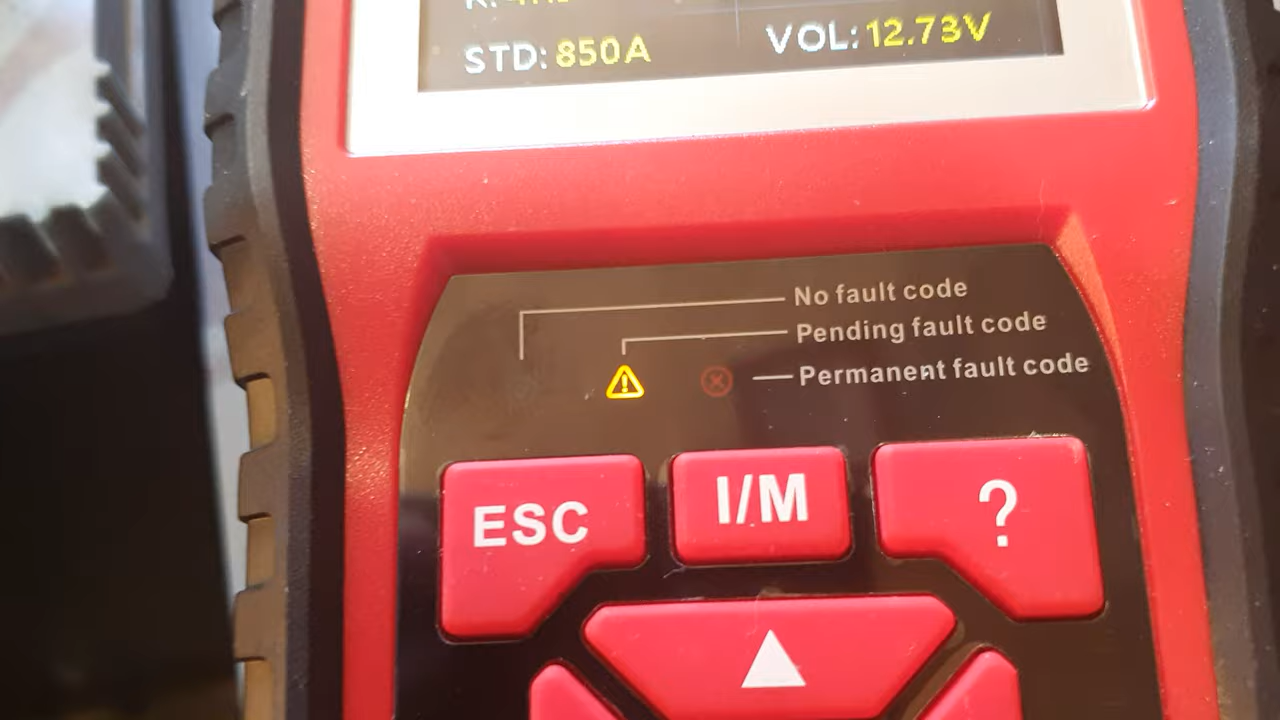 STD: 850A VOL: 12.73V
No fault code
Pending fault code
Permanent fault code
ESC I/M ?